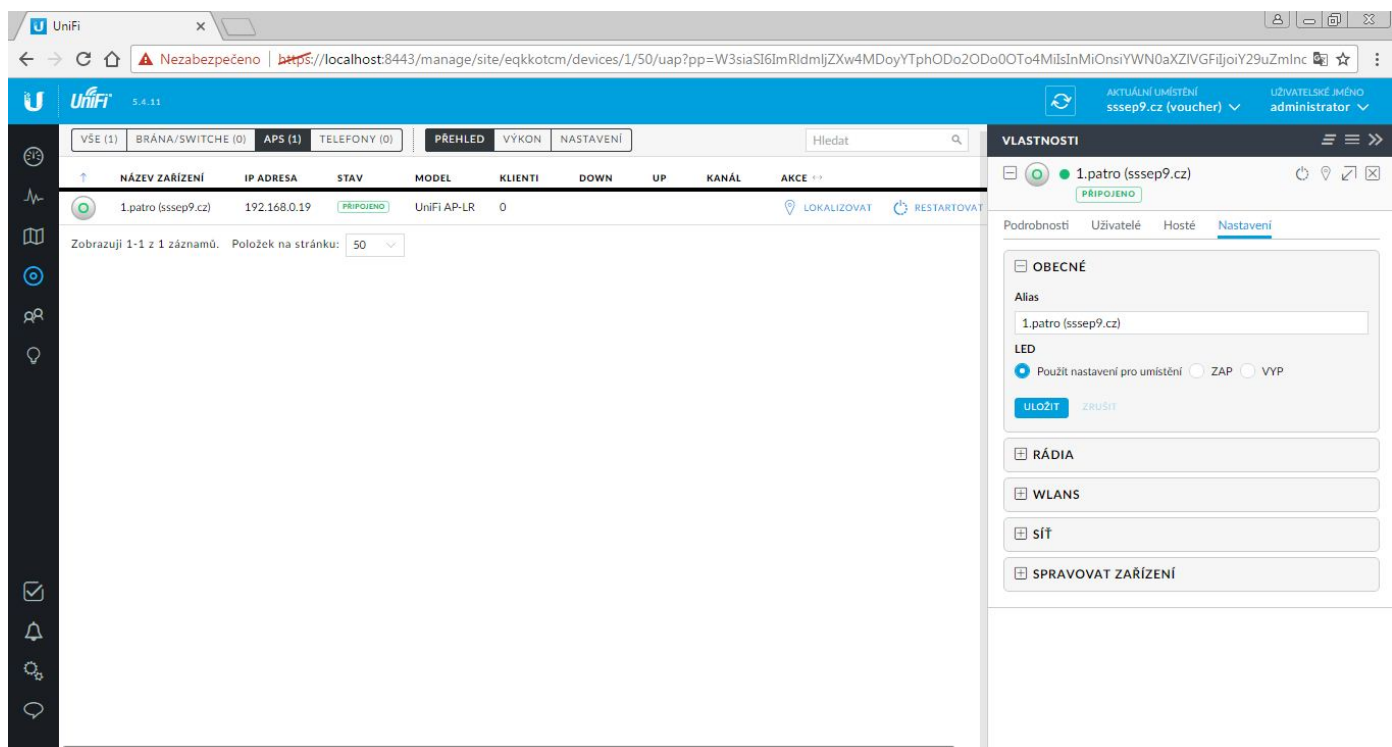 UniFi
Nezabezpečeno | https://localhost:8443/manage/site/eqkkotcm/devices/1/50/uap?pp=
UniFi 5.4.11
AKTUÁLNÍ UMÍSTĚNÍ
sssep9.cz (voucher)
UŽIVATELSKÉ JMÉNO
administrator
VŠE (1) BRÁNA/SWITCHE (0) APS (1) TELEFONY (0) PŘEHLED VÝKON NASTAVENÍ Hledat
NÁZEV ZAŘÍZENÍ IP ADRESA STAV MODEL KLIENTI DOWN UP KANÁL AKCE
1.patro (sssep9.cz) 192.168.0.19 PŘIPOJENO UniFi AP-LR 0 LOKALIZOVAT RESTARTOVAT
Zobrazuji 1-1 z 1 záznamů. Položek na stránku: 50
VLASTNOSTI
1.patro (sssep9.cz)
PŘIPOJENO
Podrobnosti Uživatelé Hosté Nastavení
OBECNÉ
Alias
1.patro (sssep9.cz)
LED
Použít nastavení pro umístění ZAP VYP
ULOŽIT ZRUŠIT
RÁDIA
WLANS
SÍŤ
SPRAVOVAT ZAŘÍZENÍ